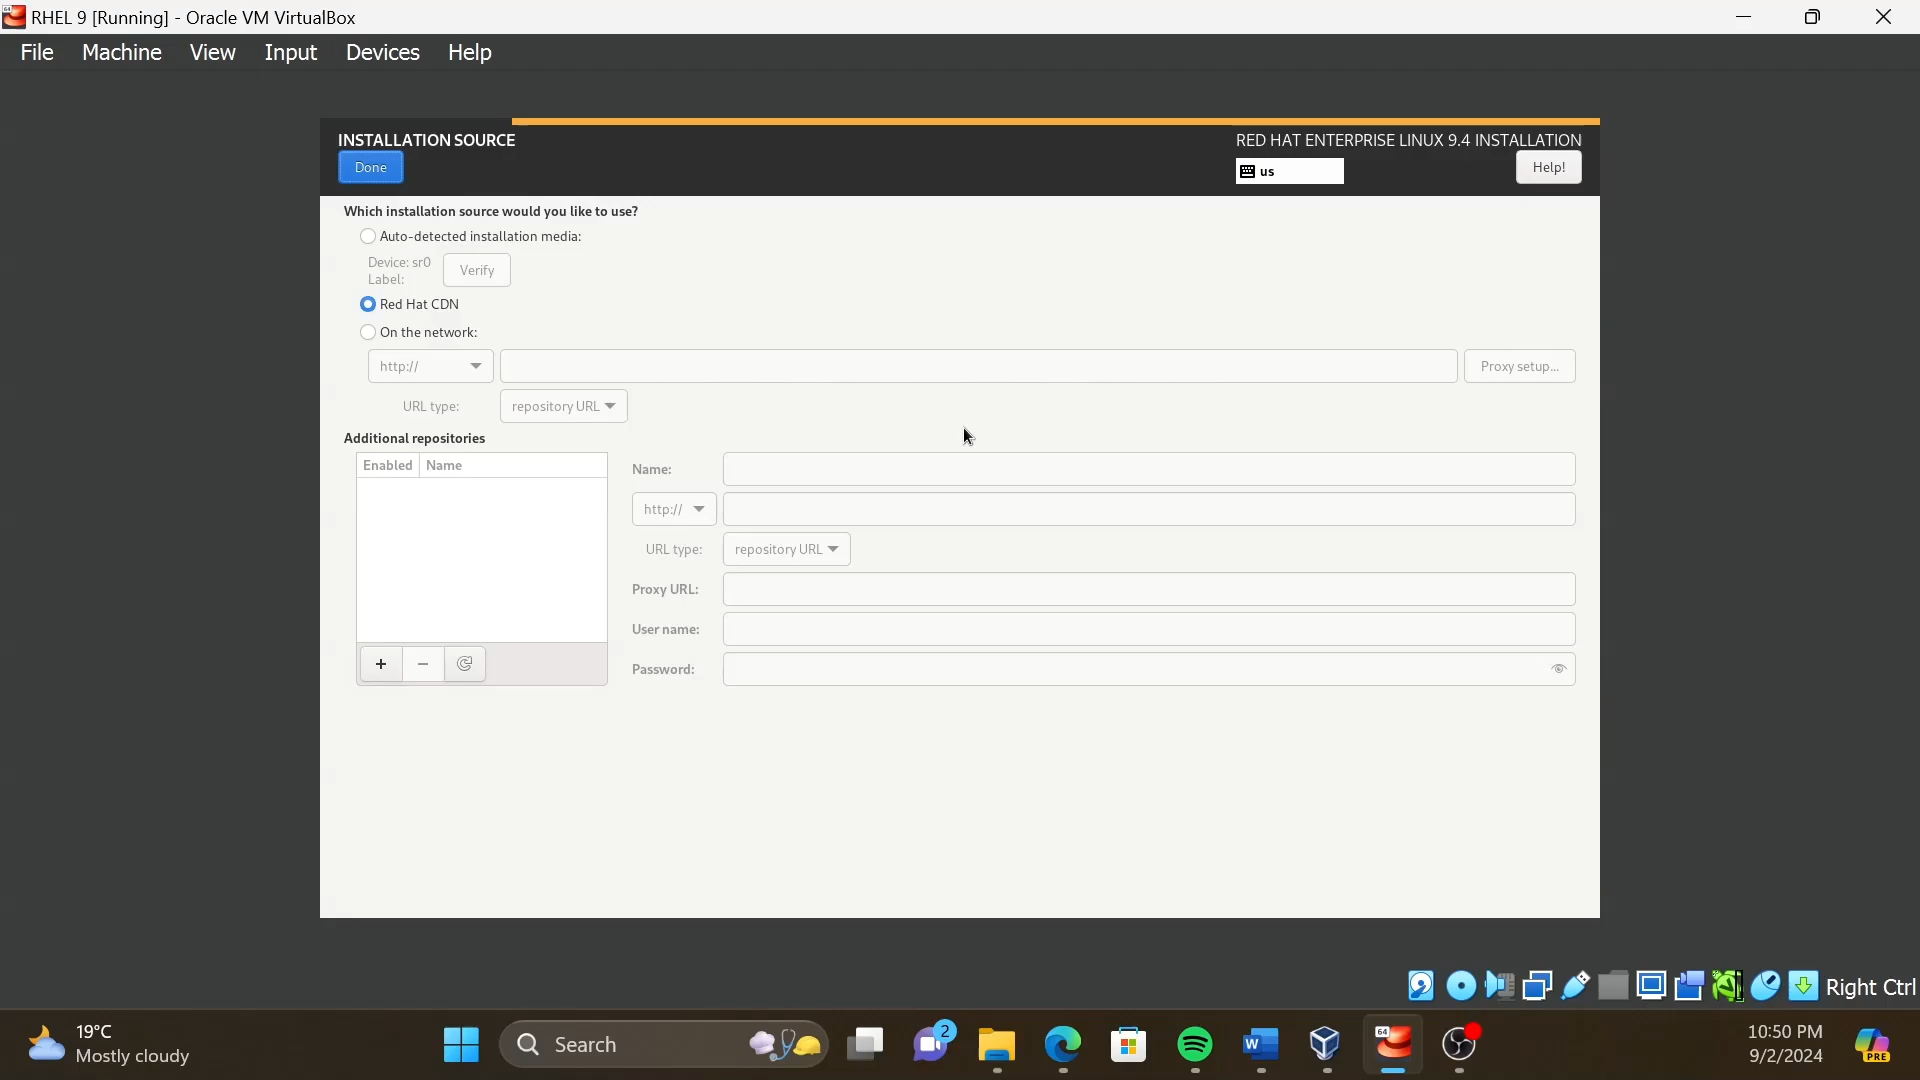 RHEL 9 [Running] - Oracle VM VirtualBox
File Machine View Input Devices Help
INSTALLATION SOURCE
RED HAT ENTERPRISE LINUX 9.4 INSTALLATION
Done
us
Help!
Which installation source would you like to use?
Auto-detected installation media:
Device: sr0
Label:
Verify
Red Hat CDN
On the network:
http://
Proxy setup...
URL type:
repository URL
Additional repositories
Enabled Name
Name:
http://
URL type:
repository URL
Proxy URL:
User name:
Password:
+ −
Right Ctrl
19°C
Mostly cloudy
Search
2
W
64
10:50 PM
9/2/2024
PRE